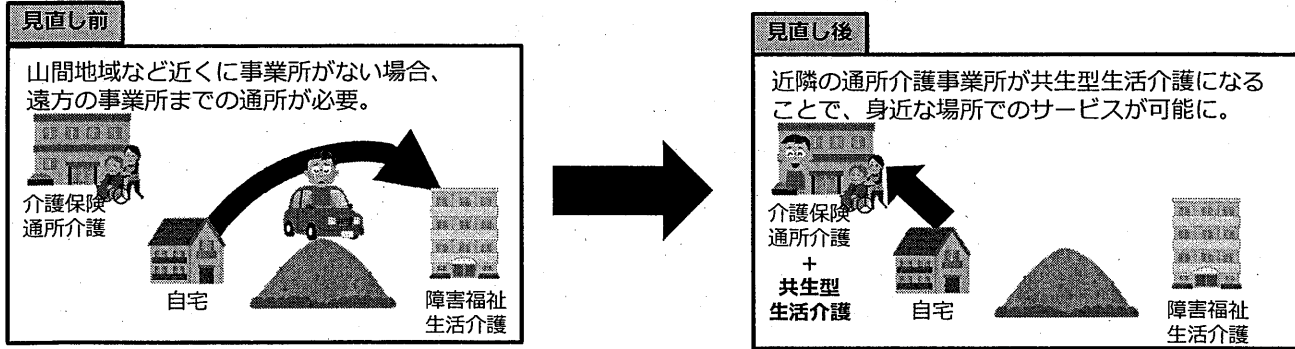 見直し前
山間地域など近くに事業所がない場合、
遠方の事業所までの通所が必要。
介護保険
通所介護
自宅
障害福祉
生活介護
見直し後
近隣の通所介護事業所が共生型生活介護になる
ことで、身近な場所でのサービスが可能に。
介護保険
通所介護
+
共生型
生活介護
自宅
障害福祉
生活介護